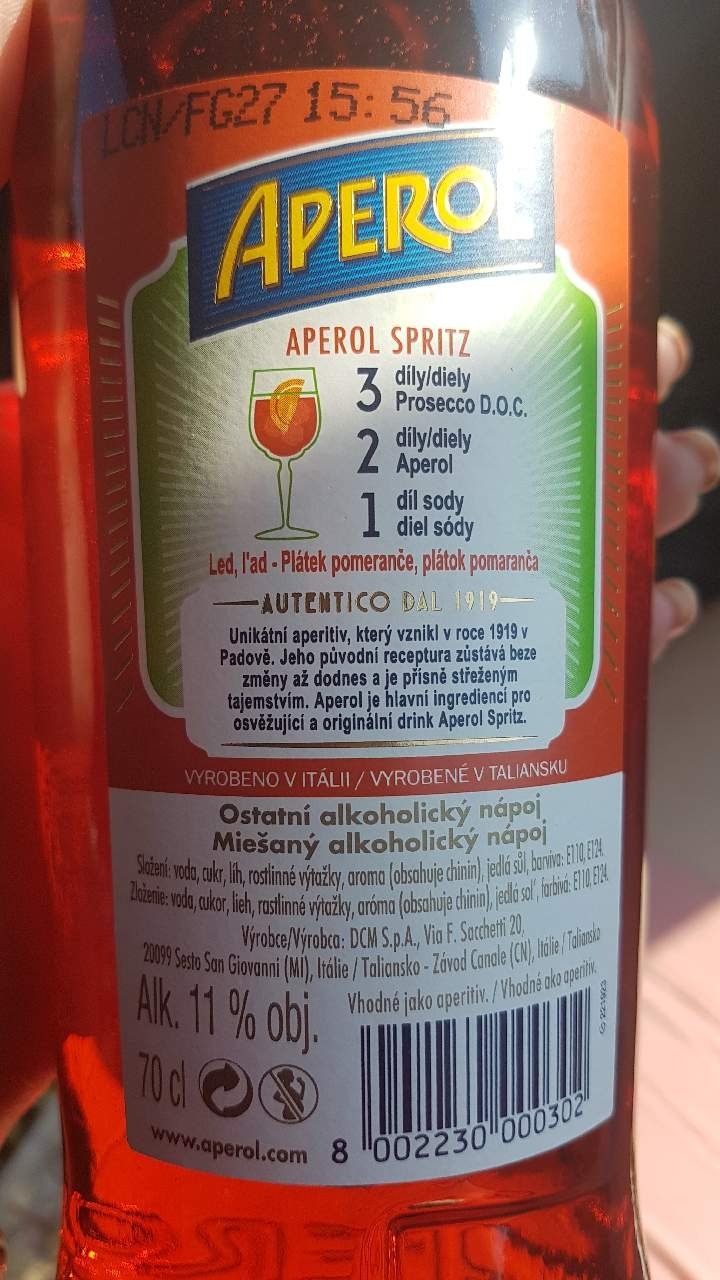 LCN/FG27 15:56
APEROL
APEROL SPRITZ
3 díly/diely
Prosecco D.O.C.
2 díly/diely
Aperol
1 díl sody
diel sódy
Led, l'ad - Plátek pomeranče, plátok pomaranča
AUTENTICO DAL 1919
Unikátní aperitiv, který vznikl v roce 1919 v
Padově. Jeho původní receptura zůstává beze
změny až dodnes a je přísně střeženým
tajemstvím. Aperol je hlavní ingrediencí pro
osvěžující a originální drink Aperol Spritz.
VYROBENO V ITÁLII / VYROBENÉ V TALIANSKU
Ostatní alkoholický nápoj
Miešaný alkoholický nápoj
Složení: voda, cukr, líh, rostlinné výtažky, aroma (obsahuje chinin), jedlá sůl, barviva: E110, E124.
Zloženie: voda, cukor, lieh, rastlinné výtažky, aróma (obsahuje chinín), jedlá soľ, farbivá: E110, E124.
Výrobce/Výrobca: DCM S.p.A., Via F. Sacchetti 20,
20099 Sesto San Giovanni (MI), Itálie / Taliansko - Závod Canale (CN), Itálie / Taliansko
Vhodné jako aperitiv. / Vhodné ako aperitív.
Alk. 11 % obj.
70 cl
www.aperol.com
8 002230 000302
221923